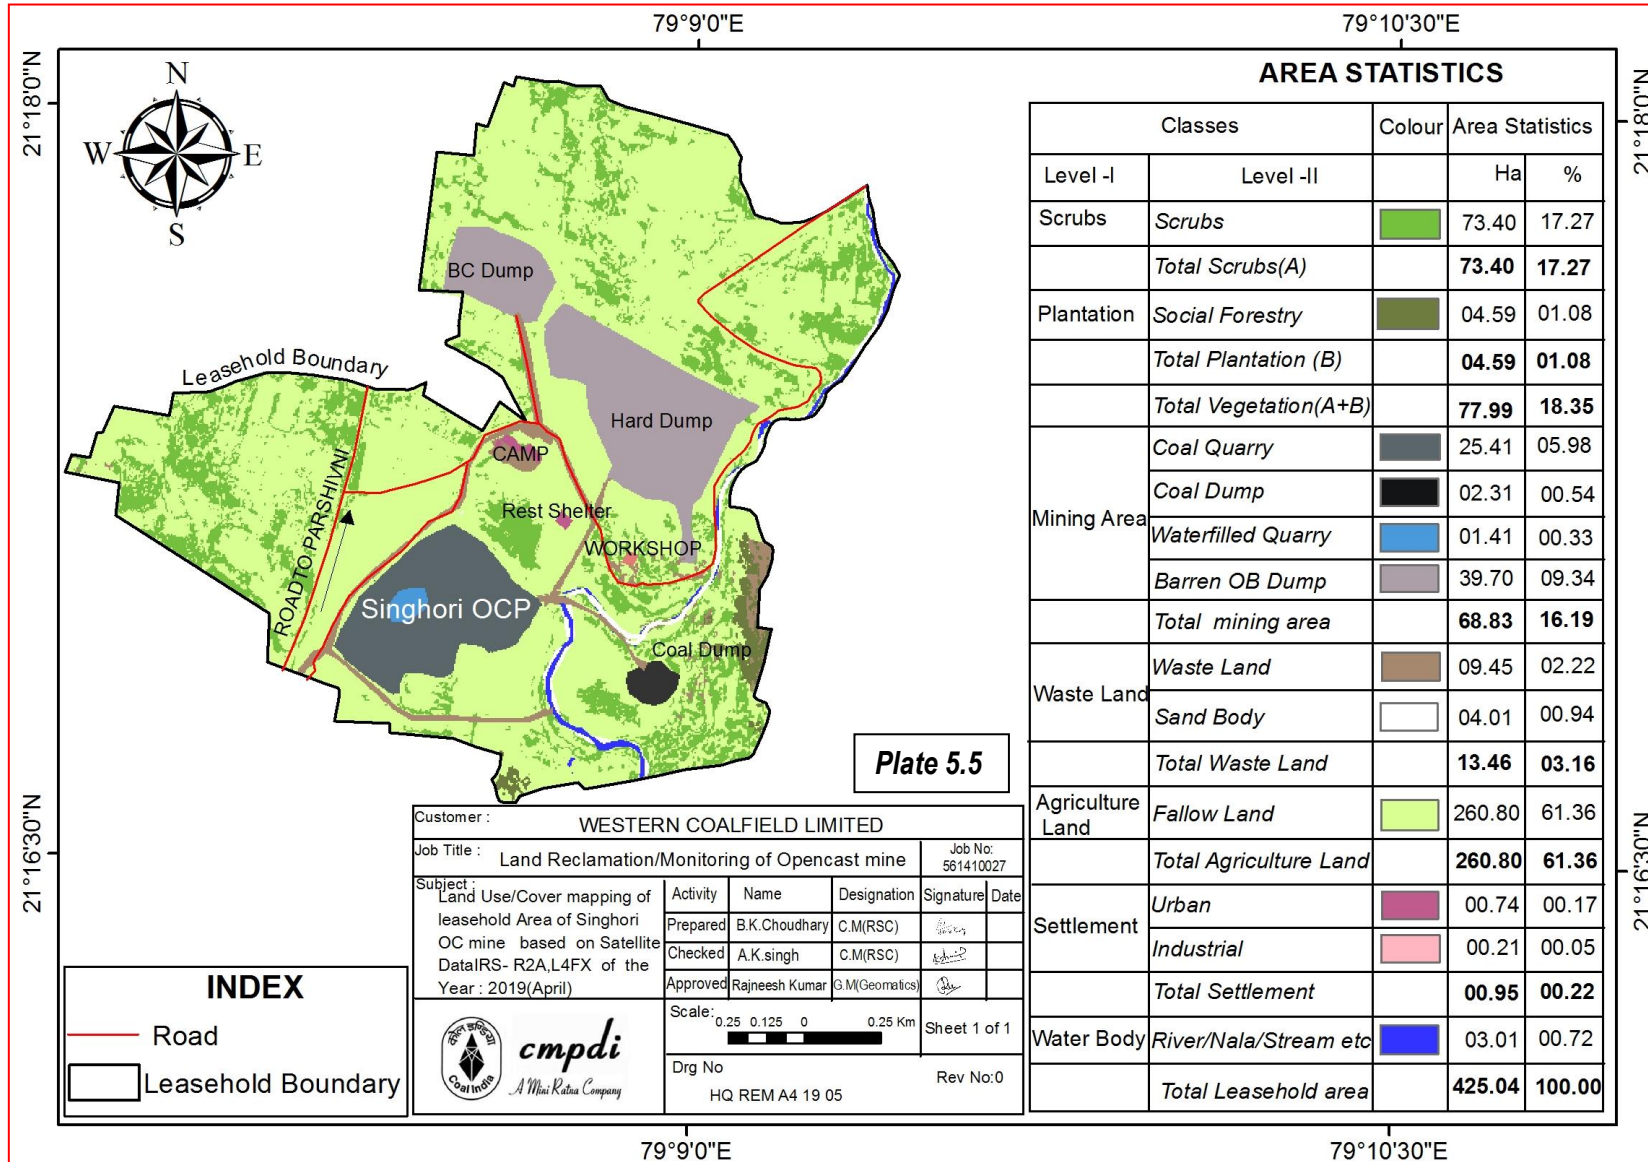 79°9'0"E 79°10'30"E
21°18'0"N
21°18'0"N
21°16'30"N
21°16'30"N
N
W E
S
BC Dump
Hard Dump
Leasehold Boundary
CAMP
Rest Shelter
WORKSHOP
ROAD TO PARSHIVNI
Singhori OCP
Coal Dump
Plate 5.5
AREA STATISTICS
Classes Colour Area Statistics
Level -I Level -II Ha %
Scrubs Scrubs 73.40 17.27
Total Scrubs(A) 73.40 17.27
Plantation Social Forestry 04.59 01.08
Total Plantation (B) 04.59 01.08
Total Vegetation(A+B) 77.99 18.35
Mining Area
Coal Quarry 25.41 05.98
Coal Dump 02.31 00.54
Waterfilled Quarry 01.41 00.33
Barren OB Dump 39.70 09.34
Total mining area 68.83 16.19
Waste Land
Waste Land 09.45 02.22
Sand Body 04.01 00.94
Total Waste Land 13.46 03.16
Agriculture
Land
Fallow Land 260.80 61.36
Total Agriculture Land 260.80 61.36
Settlement
Urban 00.74 00.17
Industrial 00.21 00.05
Total Settlement 00.95 00.22
Water Body River/Nala/Stream etc 03.01 00.72
Total Leasehold area 425.04 100.00
Customer : WESTERN COALFIELD LIMITED
Job Title : Land Reclamation/Monitoring of Opencast mine
Job No:
561410027
Subject :
Land Use/Cover mapping of
leasehold Area of Singhori
OC mine based on Satellite
DataIRS- R2A,L4FX of the
Year : 2019(April)
Activity Name Designation Signature Date
Prepared B.K.Choudhary C.M(RSC)
Checked A.K.singh C.M(RSC)
Approved Rajneesh Kumar G.M(Geomatics)
कोल इण्डिया
Coal India
cmpdi
A Mini Ratna Company
Scale:
0.25 0.125 0 0.25 Km
Sheet 1 of 1
Drg No
HQ REM A4 19 05
Rev No:0
INDEX
Road
Leasehold Boundary
79°9'0"E 79°10'30"E